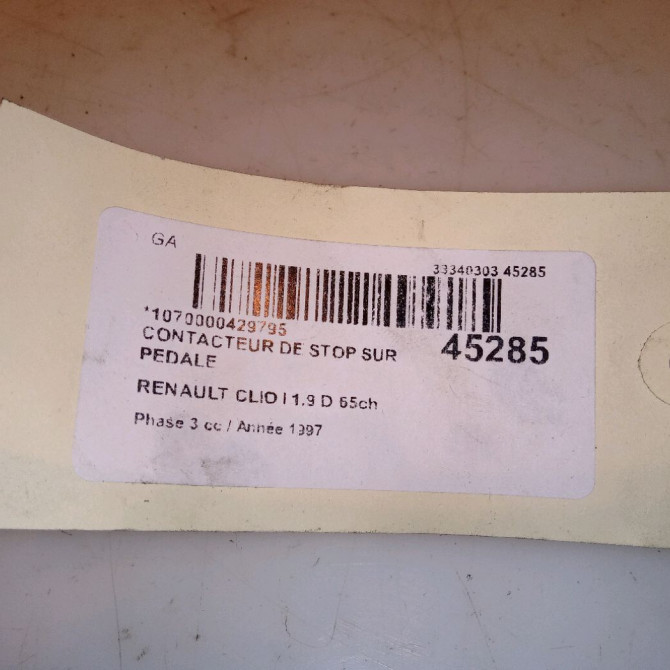 GA
33340303 45285
*1070000429795
45285
CONTACTEUR DE STOP SUR
PEDALE
RENAULT CLIO I 1.9 D 65ch
Phase 3 cc / Année 1997